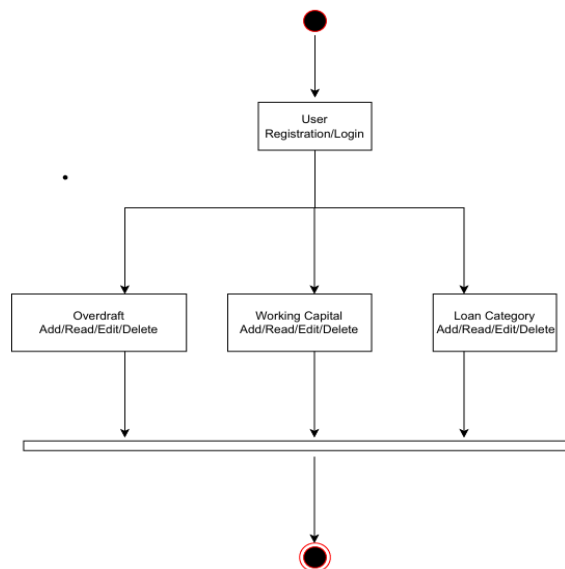 User
Registration/Login
Overdraft
Add/Read/Edit/Delete
Working Capital
Add/Read/Edit/Delete
Loan Category
Add/Read/Edit/Delete